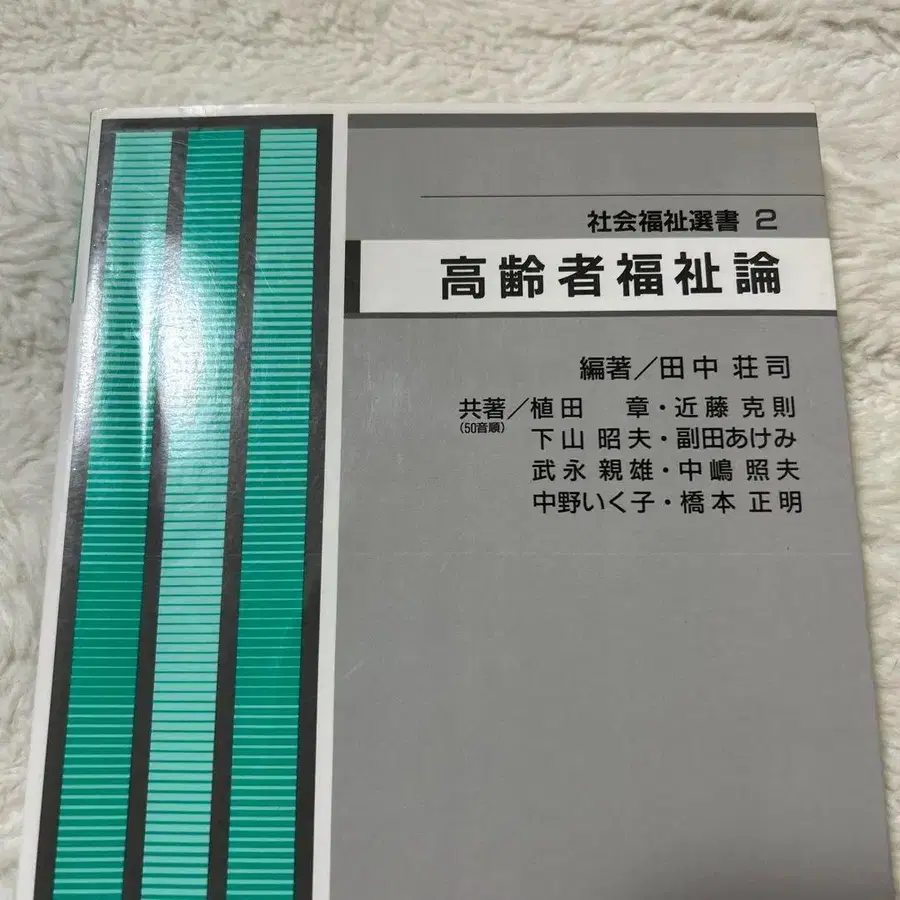 社会福祉選書 2
高齢者福祉論
編著／田中荘司
共著／植田 章・近藤克則
(50音順)
下山昭夫・副田あけみ
武永親雄・中嶋照夫
中野いく子・橋本正明